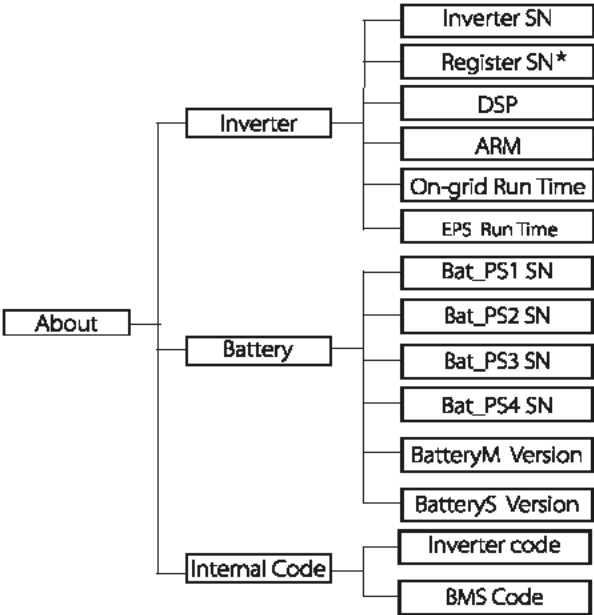 About
Inverter
Inverter SN
Register SN★
DSP
ARM
On-grid Run Time
EPS Run Time
Battery
Bat_PS1 SN
Bat_PS2 SN
Bat_PS3 SN
Bat_PS4 SN
BatteryM Version
BatteryS Version
Internal Code
Inverter code
BMS Code